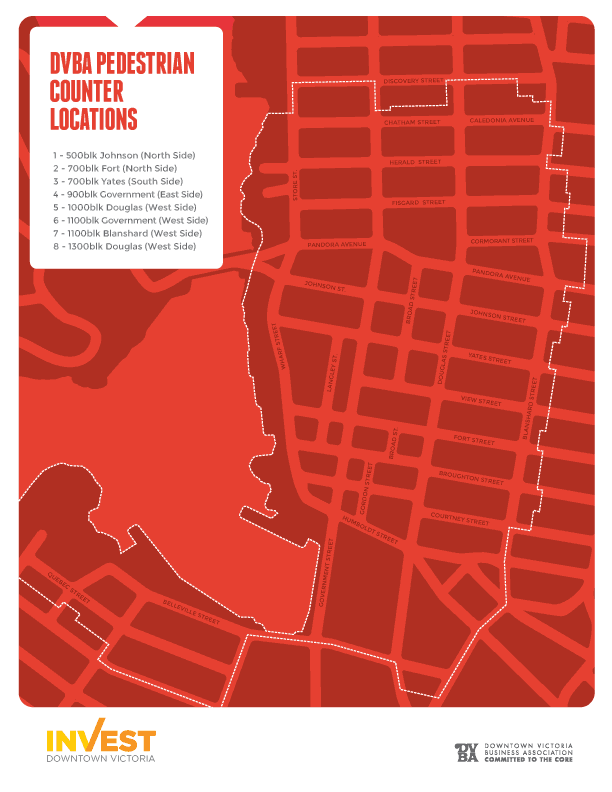 DVBA PEDESTRIAN
COUNTER
LOCATIONS
1 - 500blk Johnson (North Side)
2 - 700blk Fort (North Side)
3 - 700blk Yates (South Side)
4 - 900blk Government (East Side)
5 - 1000blk Douglas (West Side)
6 - 1100blk Government (West Side)
7 - 1100blk Blanshard (West Side)
8 - 1300blk Douglas (West Side)
DISCOVERY STREET
CHATHAM STREET
CALEDONIA AVENUE
HERALD STREET
STORE ST.
FISGARD STREET
PANDORA AVENUE
CORMORANT STREET
PANDORA AVENUE
JOHNSON ST.
BROAD STREET
JOHNSON STREET
WHARF STREET
DOUGLAS STREET
YATES STREET
LANGLEY ST.
VIEW STREET
BLANSHARD STREET
FORT STREET
BROAD ST.
BROUGHTON STREET
GORDON STREET
COURTNEY STREET
HUMBOLDT STREET
GOVERNMENT STREET
QUEBEC STREET
BELLEVILLE STREET
INVEST
DOWNTOWN VICTORIA
DV
BA
DOWNTOWN VICTORIA
BUSINESS ASSOCIATION
COMMITTED TO THE CORE